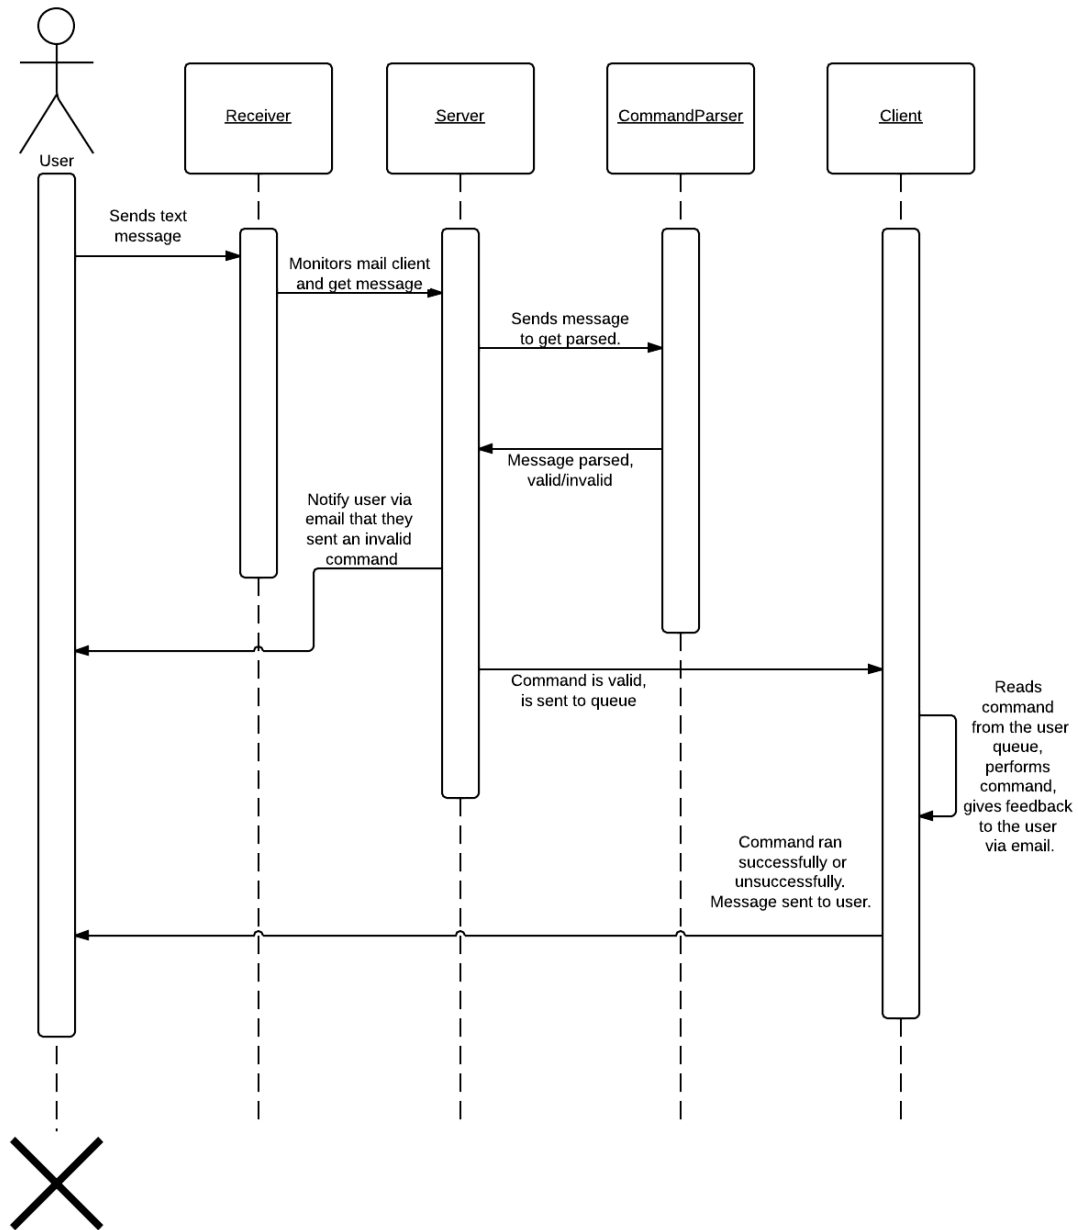 User
Receiver
Server
CommandParser
Client
Sends text
message
Monitors mail client
and get message
Sends message
to get parsed.
Message parsed,
valid/invalid
Notify user via
email that they
sent an invalid
command
Command is valid,
is sent to queue
Reads
command
from the user
queue,
performs
command,
gives feedback
to the user
via email.
Command ran
successfully or
unsuccessfully.
Message sent to user.